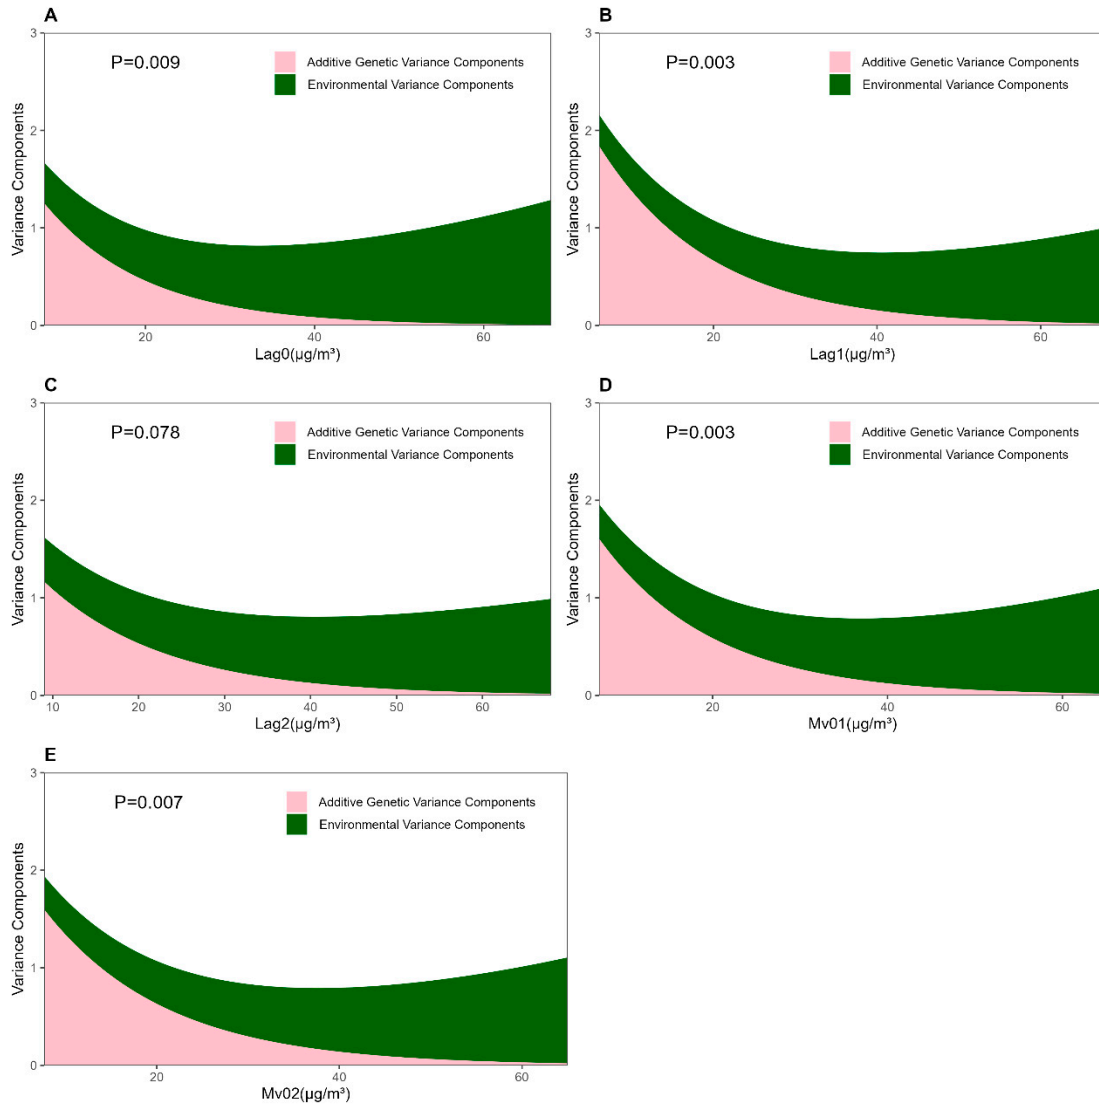 A
P=0.009
Additive Genetic Variance Components
Environmental Variance Components
Variance Components
3
2
1
0
20 40 60
Lag0(µg/m³)
B
P=0.003
Additive Genetic Variance Components
Environmental Variance Components
Variance Components
3
2
1
0
20 40 60
Lag1(µg/m³)
C
P=0.078
Additive Genetic Variance Components
Environmental Variance Components
Variance Components
3
2
1
0
10 20 30 40 50 60
Lag2(µg/m³)
D
P=0.003
Additive Genetic Variance Components
Environmental Variance Components
Variance Components
3
2
1
0
20 40 60
Mv01(µg/m³)
E
P=0.007
Additive Genetic Variance Components
Environmental Variance Components
Variance Components
3
2
1
0
20 40 60
Mv02(µg/m³)